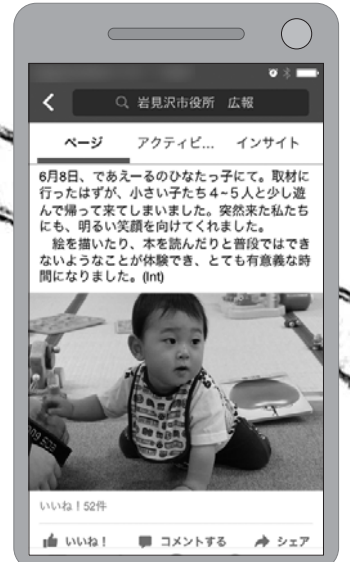 岩見沢市役所　広報
ページ　アクティビ...　インサイト
6月8日、であえーるのひなたっ子にて。取材に
行ったはずが、小さい子たち４~５人と少し遊
んで帰って来てしまいました。突然来た私たち
にも、明るい笑顔を向けてくれました。
　絵を描いたり、本を読んだりと普段ではでき
ないようなことが体験でき、とても有意義な時
間になりました。(Int)
いいね！52件
いいね！　コメントする　シェア